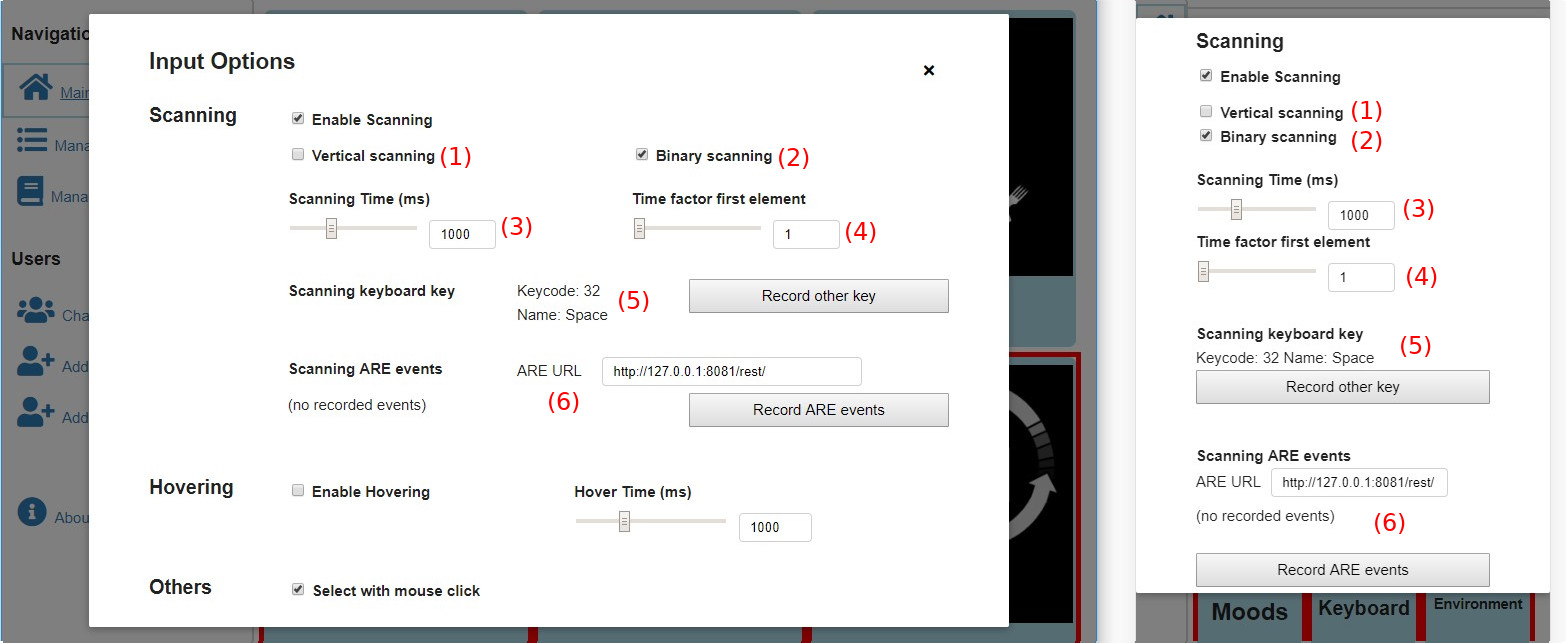 Navigatio
Main
Mana
Mana
Users
Cha
Add
Add
Abou
Input Options
×
Scanning
Enable Scanning
Vertical scanning (1)
Binary scanning (2)
Scanning Time (ms)
Time factor first element
1000 (3)
1 (4)
Scanning keyboard key
Keycode: 32
Name: Space
(5)
Record other key
Scanning ARE events
ARE URL http://127.0.0.1:8081/rest/
(no recorded events)
(6)
Record ARE events
Hovering
Enable Hovering
Hover Time (ms)
1000
Others
Select with mouse click
Scanning
Enable Scanning
Vertical scanning (1)
Binary scanning (2)
Scanning Time (ms)
1000 (3)
Time factor first element
1 (4)
Scanning keyboard key
Keycode: 32 Name: Space
(5)
Record other key
Scanning ARE events
ARE URL http://127.0.0.1:8081/rest/
(no recorded events)
(6)
Record ARE events
Moods
Keyboard
Environment